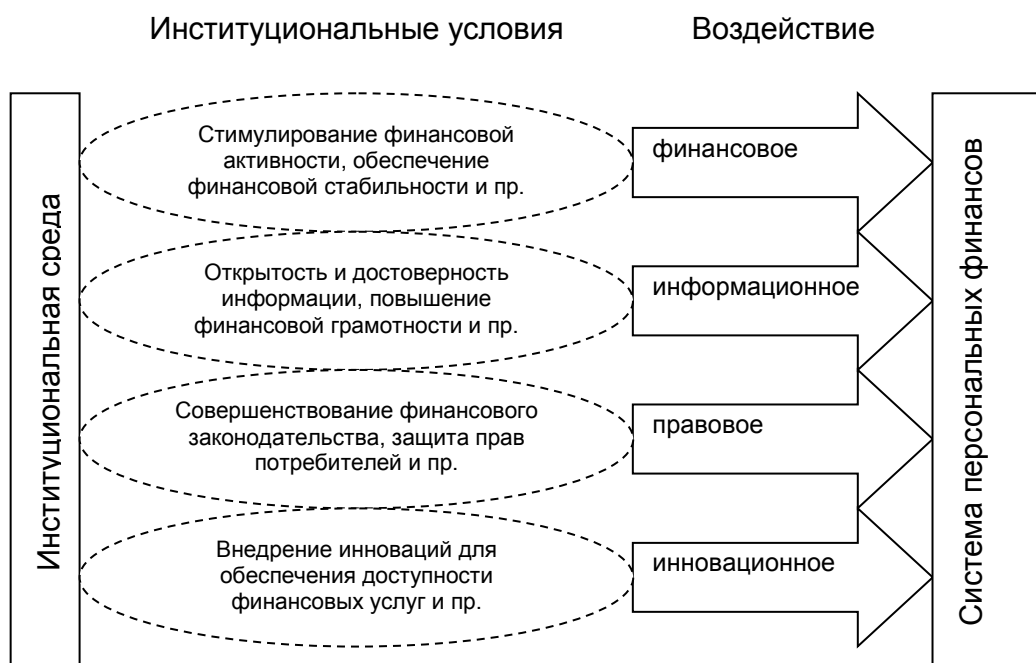 Институциональные условия
Воздействие
Институциональная среда
Стимулирование финансовой
активности, обеспечение
финансовой стабильности и пр.
финансовое
Открытость и достоверность
информации, повышение
финансовой грамотности и пр.
информационное
Совершенствование финансового
законодательства, защита прав
потребителей и пр.
правовое
Внедрение инноваций для
обеспечения доступности
финансовых услуг и пр.
инновационное
Система персональных финансов